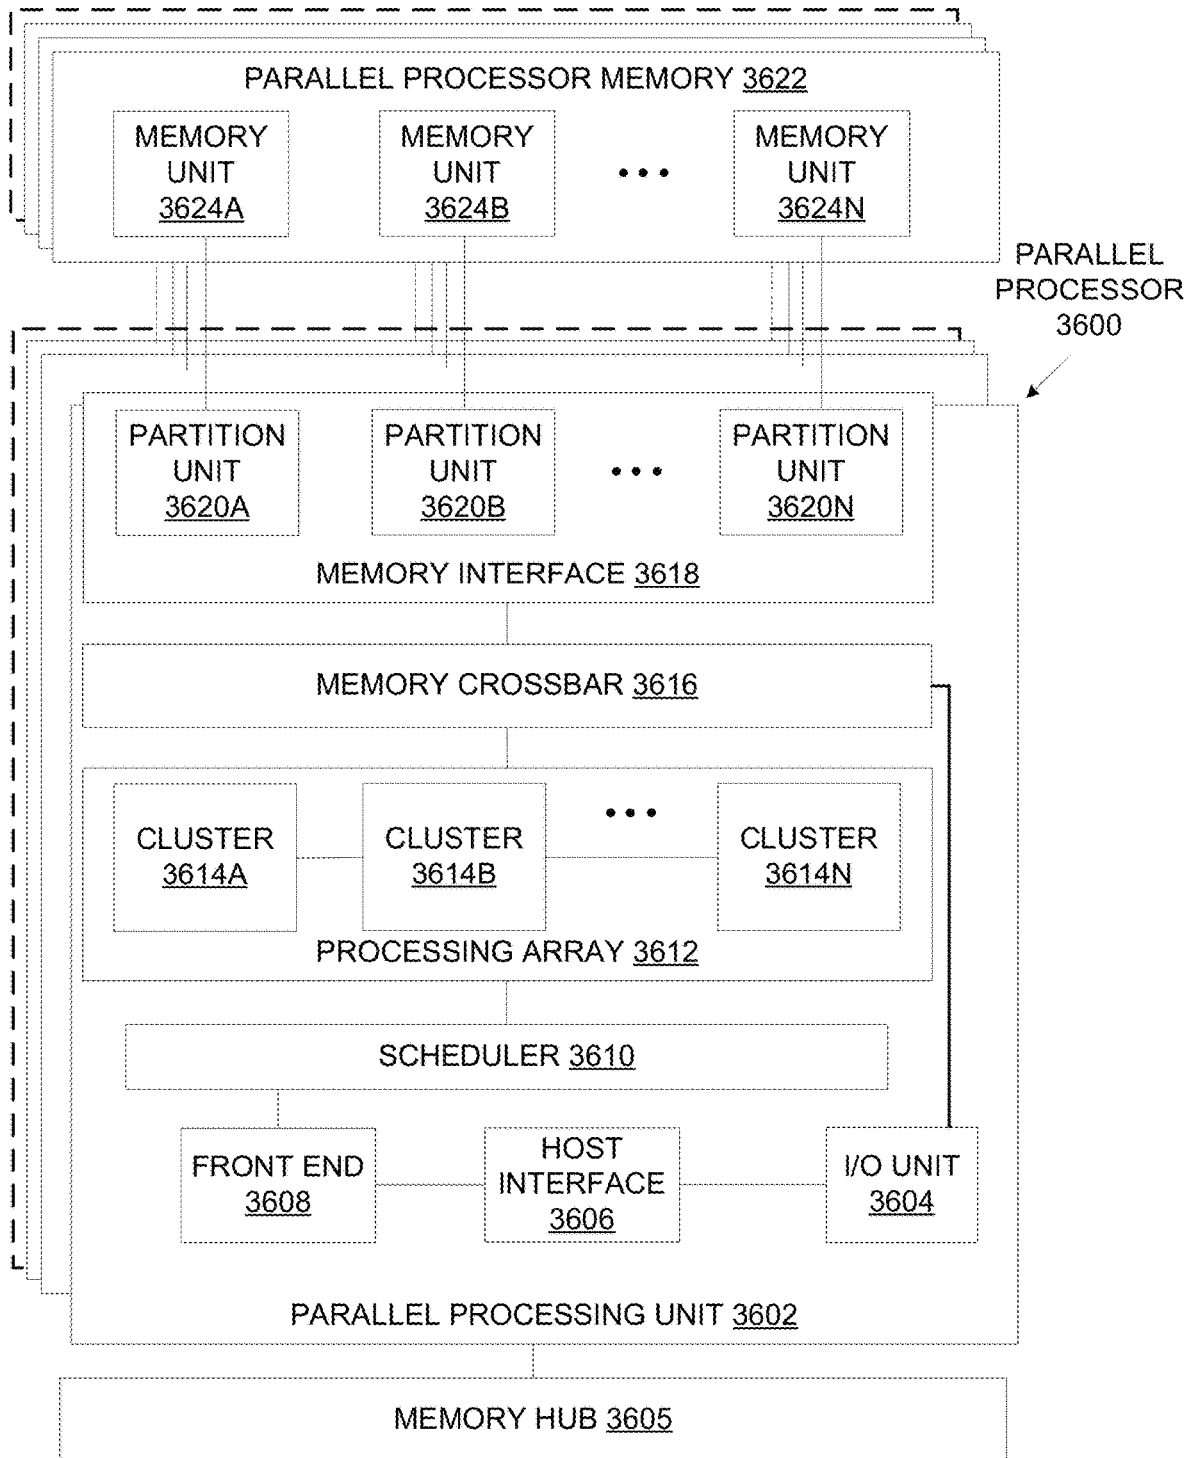 PARALLEL PROCESSOR MEMORY 3622
MEMORY
UNIT
3624A
MEMORY
UNIT
3624B
•••
MEMORY
UNIT
3624N
PARALLEL
PROCESSOR
3600
PARTITION
UNIT
3620A
PARTITION
UNIT
3620B
•••
PARTITION
UNIT
3620N
MEMORY INTERFACE 3618
MEMORY CROSSBAR 3616
CLUSTER
3614A
CLUSTER
3614B
•••
CLUSTER
3614N
PROCESSING ARRAY 3612
SCHEDULER 3610
FRONT END
3608
HOST
INTERFACE
3606
I/O UNIT
3604
PARALLEL PROCESSING UNIT 3602
MEMORY HUB 3605